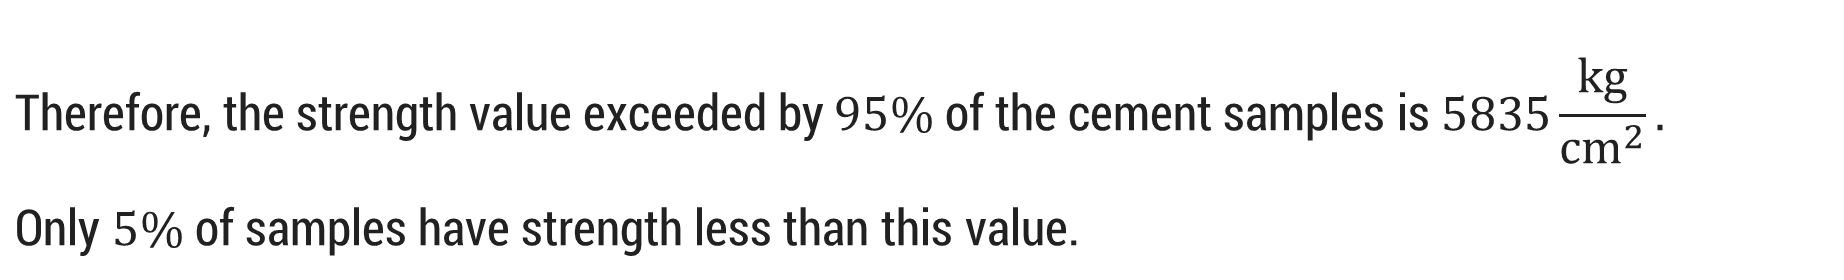 Therefore, the strength value exceeded by 95% of the cement samples is 5835 kg/cm².
Only 5% of samples have strength less than this value.